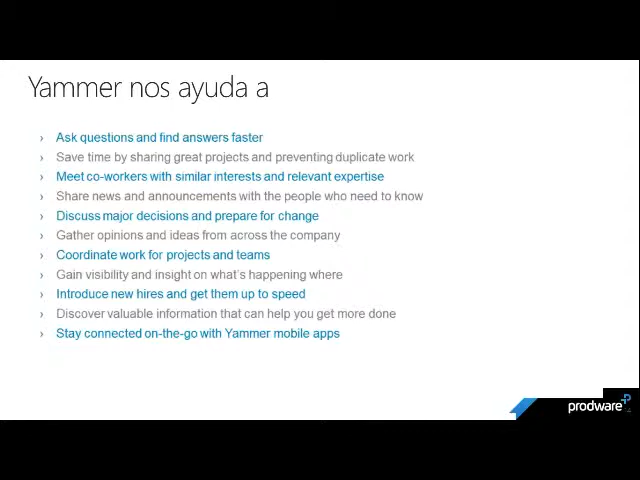 Yammer nos ayuda a
› Ask questions and find answers faster
› Save time by sharing great projects and preventing duplicate work
› Meet co-workers with similar interests and relevant expertise
› Share news and announcements with the people who need to know
› Discuss major decisions and prepare for change
› Gather opinions and ideas from across the company
› Coordinate work for projects and teams
› Gain visibility and insight on what's happening where
› Introduce new hires and get them up to speed
› Discover valuable information that can help you get more done
› Stay connected on-the-go with Yammer mobile apps
prodware